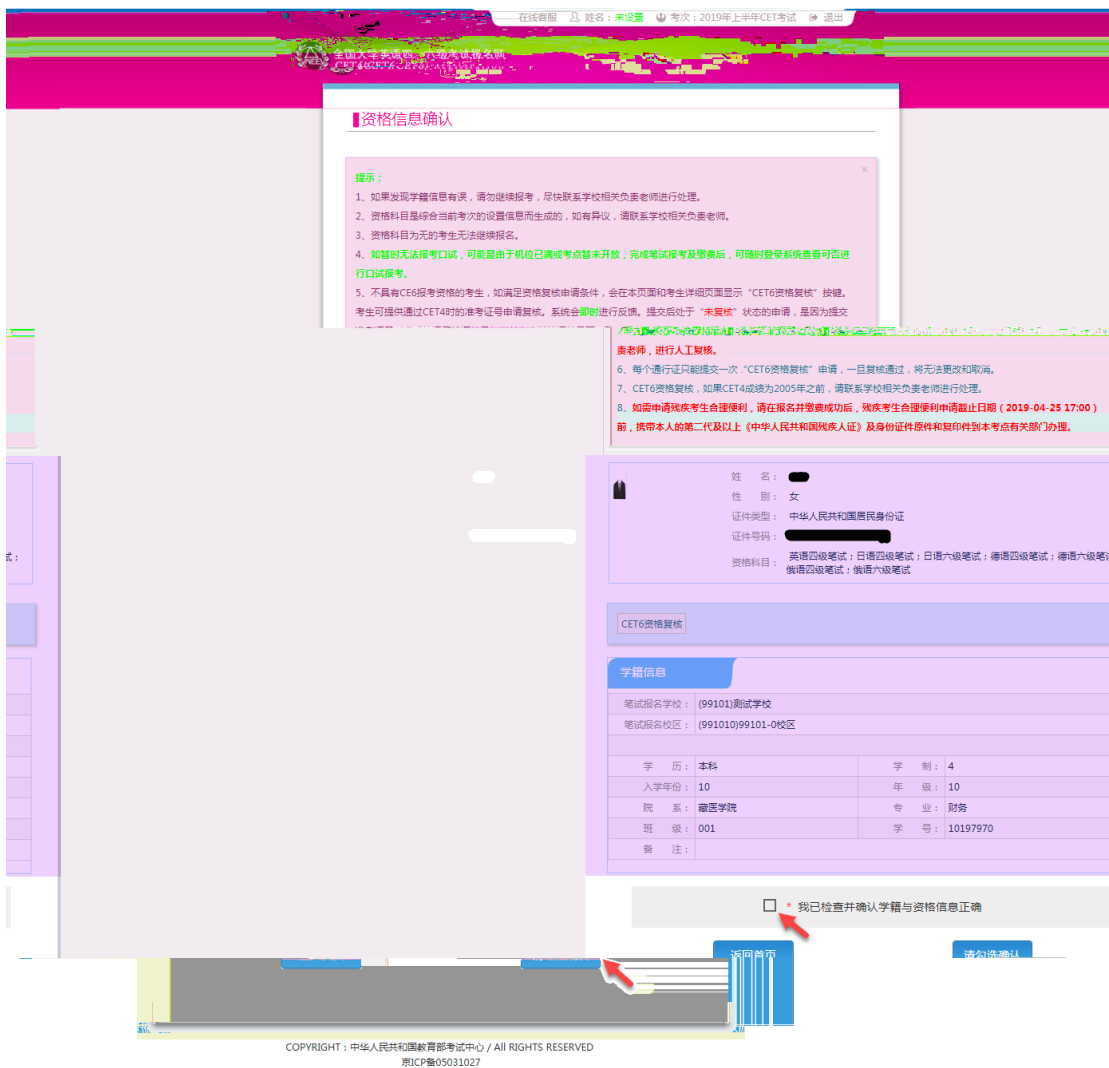 在线客服 姓名：未设置 考次：2019年上半年CET考试 退出
全国大学英语四、六级考试报名网
资格信息确认
提示：
1、如果发现学籍信息有误，请勿继续报考，尽快联系学校相关负责老师进行处理。
2、资格科目是综合当前考次的设置信息而生成的，如有异议，请联系学校相关负责老师。
3、资格科目为无的考生无法继续报名。
4、如暂时无法报考口试，可能是由于机位已满或考点暂未开放，完成笔试报考及缴费后，可随时登录系统查看可否进
行口试报考。
5、不具有CE6报考资格的考生，如满足资格复核申请条件，会在本页面和考生详细页面显示“CET6资格复核”按键。
考生可提供通过CET4时的准考证号申请复核。系统会即时进行反馈。提交后处于“未复核”状态的申请，是因为提交
责老师，进行人工复核。
6、每个通行证只能提交一次“CET6资格复核”申请，一旦复核通过，将无法更改和取消。
7、CET6资格复核，如果CET4成绩为2005年之前，请联系学校相关负责老师进行处理。
8、如需申请残疾考生合理便利，请在报名并缴费成功后，残疾考生合理便利申请截止日期（2019-04-25 17:00）
前，携带本人的第二代及以上《中华人民共和国残疾人证》及身份证件原件和复印件到本考点有关部门办理。
姓 名：
性 别： 女
证件类型： 中华人民共和国居民身份证
证件号码：
试；
资格科目： 英语四级笔试；日语四级笔试；日语六级笔试；德语四级笔试；德语六级笔试
俄语四级笔试；俄语六级笔试
CET6资格复核
学籍信息
笔试报名学校： (99101)测试学校
笔试报名校区： (991010)99101-0校区
学 历： 本科 学 制： 4
入学年份： 10 年 级： 10
院 系： 藏医学院 专 业： 财务
班 级： 001 学 号： 10197970
备 注：
* 我已检查并确认学籍与资格信息正确
返回首页 请勾选确认
COPYRIGHT：中华人民共和国教育部考试中心 / All RIGHTS RESERVED
京ICP备05031027